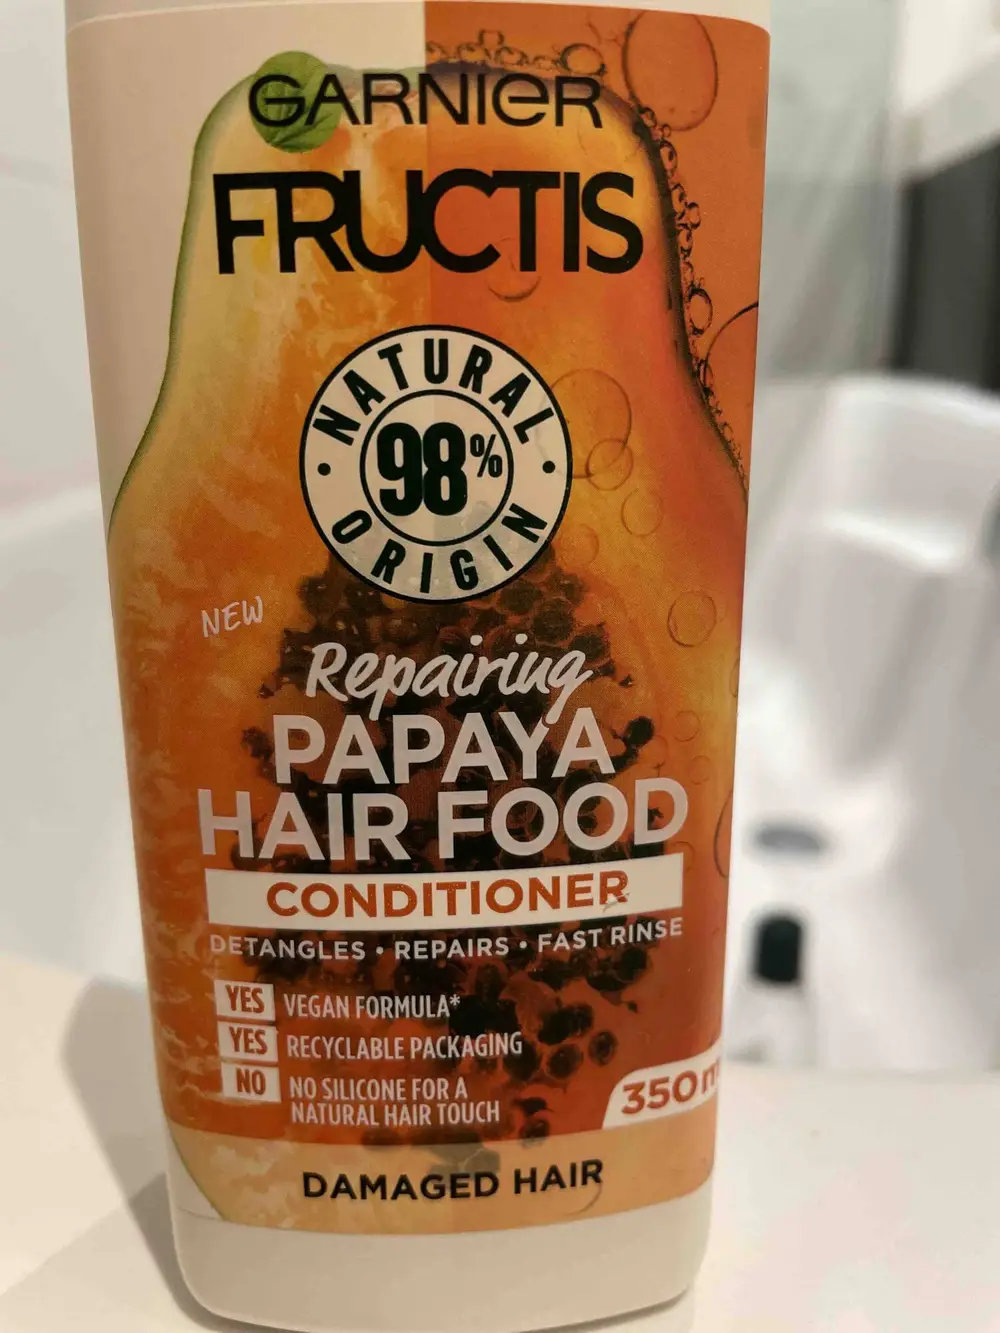 GARNIER
FRUCTIS
NATURAL
98%
ORIGIN
NEW
Repairing
PAPAYA
HAIR FOOD
CONDITIONER
DETANGLES • REPAIRS • FAST RINSE
YES VEGAN FORMULA*
YES RECYCLABLE PACKAGING
NO NO SILICONE FOR A
NATURAL HAIR TOUCH
350m
DAMAGED HAIR